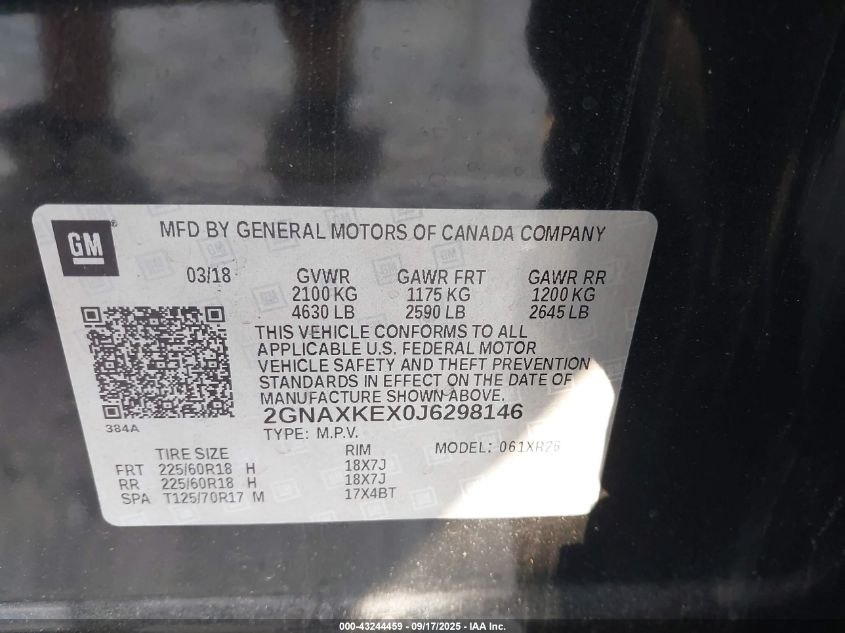 GM®
MFD BY GENERAL MOTORS OF CANADA COMPANY
03/18 GVWR GAWR FRT GAWR RR
2100 KG 1175 KG 1200 KG
4630 LB 2590 LB 2645 LB
THIS VEHICLE CONFORMS TO ALL
APPLICABLE U.S. FEDERAL MOTOR
VEHICLE SAFETY AND THEFT PREVENTION
STANDARDS IN EFFECT ON THE DATE OF
MANUFACTURE SHOWN ABOVE.
384A
2GNAXKEX0J6298146
TYPE: M.P.V. MODEL: 061XR26
TIRE SIZE RIM
FRT 225/60R18 H 18X7J
RR 225/60R18 H 18X7J
SPA T125/70R17 M 17X4BT
000-43244459 - 09/17/2025 - IAA Inc.